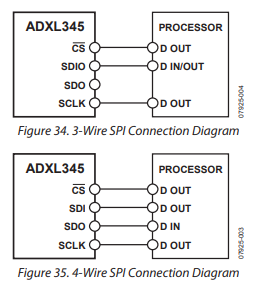 ADXL345 PROCESSOR
CS D OUT
SDIO D IN/OUT
SDO
SCLK D OUT
07925-004
Figure 34. 3-Wire SPI Connection Diagram
ADXL345 PROCESSOR
CS D OUT
SDI D OUT
SDO D IN
SCLK D OUT
07925-003
Figure 35. 4-Wire SPI Connection Diagram